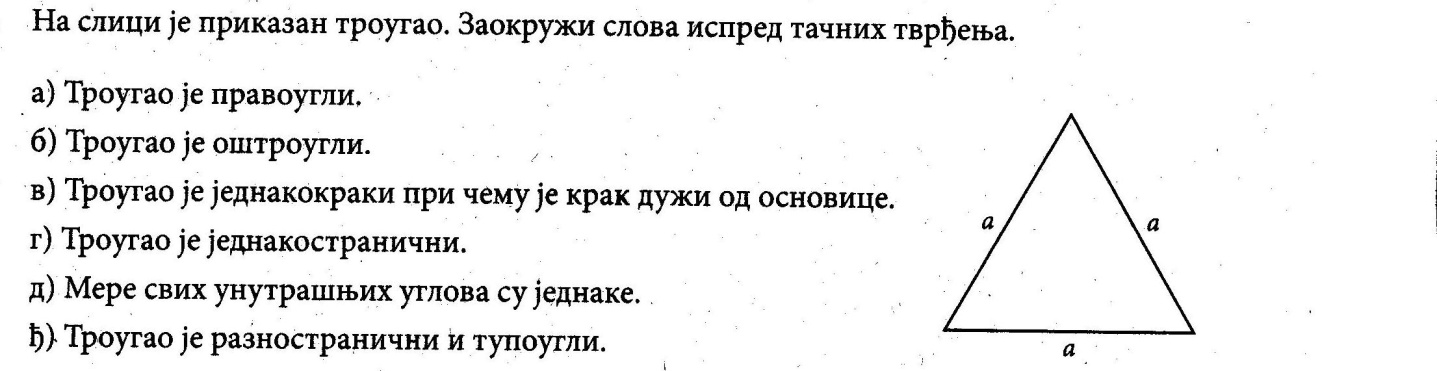 На слици је приказан троугао. Заокружи слова испред тачних тврђења.
а) Троугао је правоугли.
б) Троугао је оштроугли.
в) Троугао је једнакокраки при чему је крак дужи од основице.
г) Троугао је једнакостранични.
д) Мере свих унутрашњих углова су једнаке.
ђ) Троугао је разностранични и тупоугли.
a
a
a